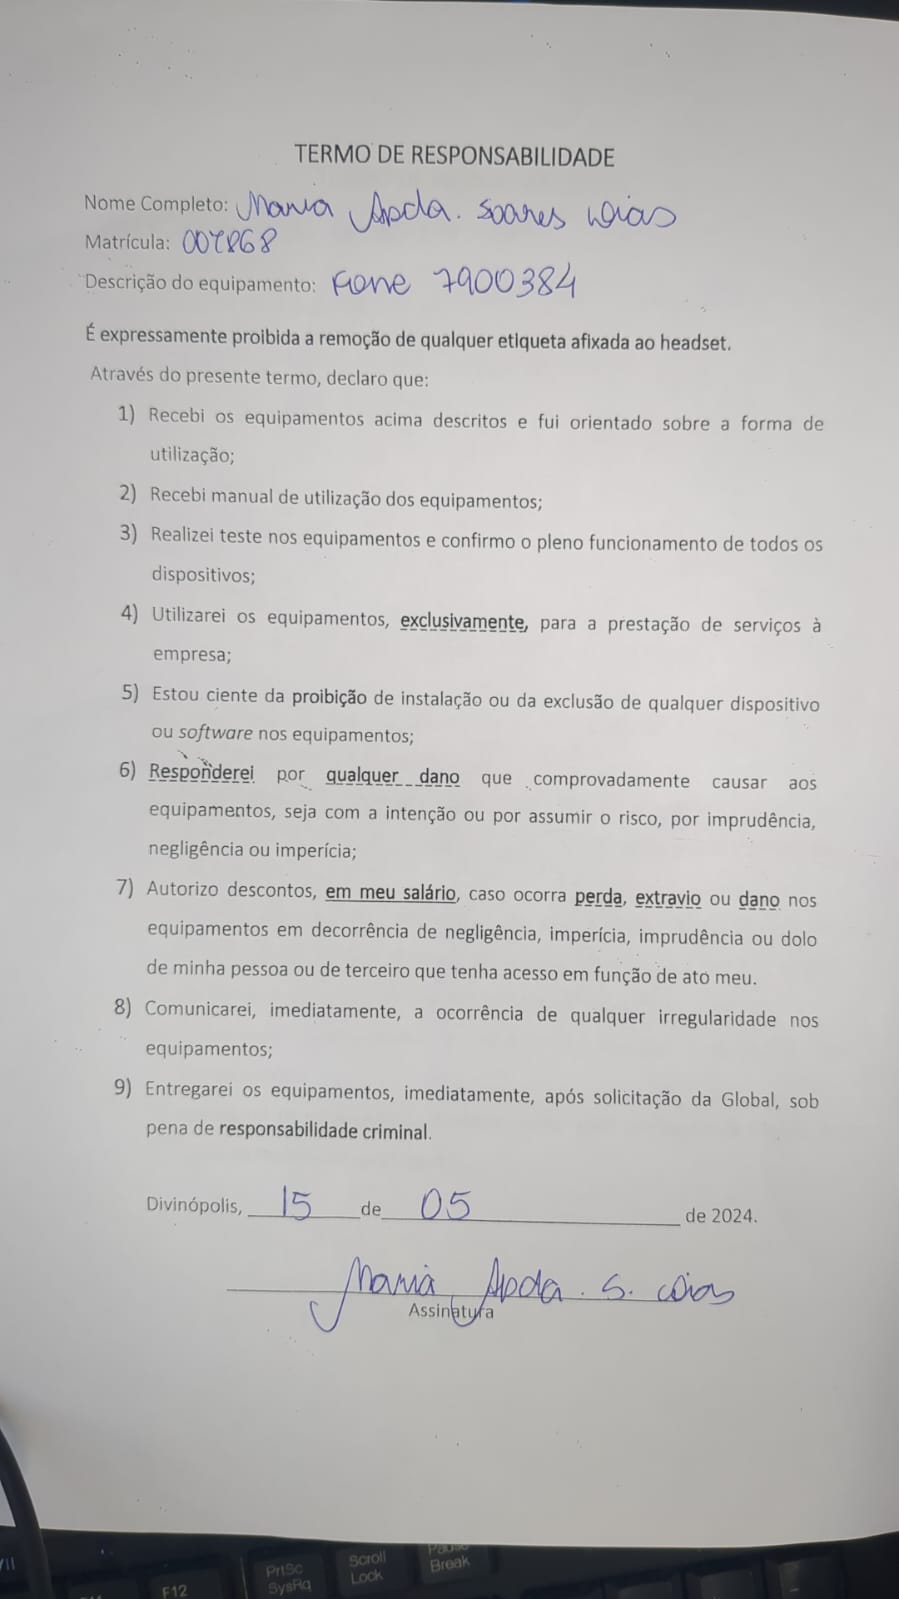 TERMO DE RESPONSABILIDADE
Nome Completo: Maria Apda. Soares Dias
Matrícula: 007868
Descrição do equipamento: Fone 7900384
É expressamente proibida a remoção de qualquer etiqueta afixada ao headset.
Através do presente termo, declaro que:
1) Recebi os equipamentos acima descritos e fui orientado sobre a forma de
utilização;
2) Recebi manual de utilização dos equipamentos;
3) Realizei teste nos equipamentos e confirmo o pleno funcionamento de todos os
dispositivos;
4) Utilizarei os equipamentos, exclusivamente, para a prestação de serviços à
empresa;
5) Estou ciente da proibição de instalação ou da exclusão de qualquer dispositivo
ou software nos equipamentos;
6) Responderei por qualquer dano que comprovadamente causar aos
equipamentos, seja com a intenção ou por assumir o risco, por imprudência,
negligência ou imperícia;
7) Autorizo descontos, em meu salário, caso ocorra perda, extravio ou dano nos
equipamentos em decorrência de negligência, imperícia, imprudência ou dolo
de minha pessoa ou de terceiro que tenha acesso em função de ato meu.
8) Comunicarei, imediatamente, a ocorrência de qualquer irregularidade nos
equipamentos;
9) Entregarei os equipamentos, imediatamente, após solicitação da Global, sob
pena de responsabilidade criminal.
Divinópolis, 15 de 05 de 2024.
Maria Apda. S. Dias
Assinatura
F12
PrtSc
SysRq
Scroll
Lock
Pause
Break